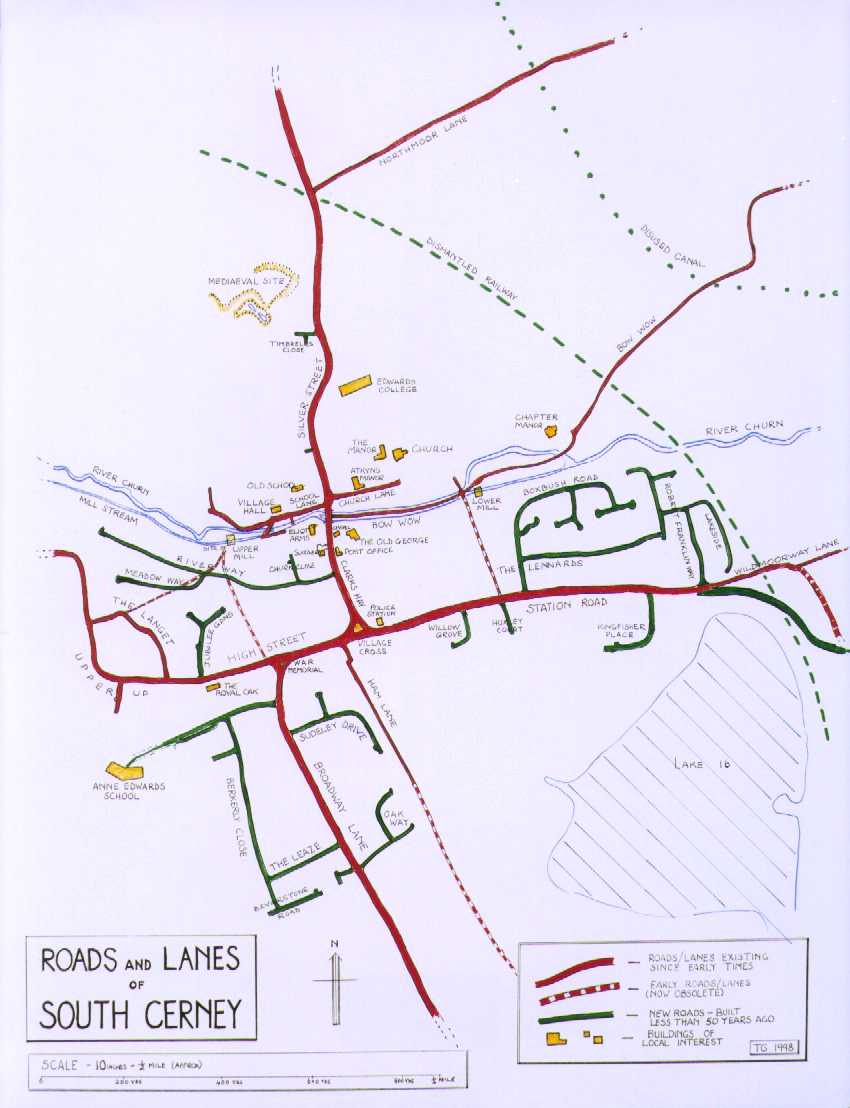 NORTHMOOR LANE
DISUSED CANAL
DISMANTLED RAILWAY
MEDIAEVAL SITE
BOW WOW
TIMBRELLS
CLOSE
SILVER STREET
EDWARDS
COLLEGE
CHAPTER
MANOR
RIVER CHURN
THE
MANOR
CHURCH
ATKYNS
MANOR
RIVER CHURN
MILL STREAM
OLD SCHOOL
SCHOOL
LANE
CHURCH LANE
VILLAGE
HALL
LOWER
MILL
BOXBUSH ROAD
ROBERT FRANKLIN WAY
LAKESIDE
BOW WOW
ELIOT
ARMS
THE OLD GEORGE
POST OFFICE
SITE OF
UPPER
MILL
RIVER WAY
MEADOW WAY
CLARKS HAY
THE LENNARDS
WILDMOORWAY LANE
THE LANGET
JUBILEE GDNS
POLICE
STATION
STATION ROAD
WILLOW
GROVE
HUXLEY
COURT
KINGFISHER
PLACE
HIGH STREET
VILLAGE
CROSS
UPPER UP
WAR
MEMORIAL
THE
ROYAL OAK
HAM LANE
SUDELEY DRIVE
ANNE EDWARDS
SCHOOL
LAKE 16
BERKERLY CLOSE
BROADWAY LANE
OAK
WAY
THE LEAZE
BEVERSTONE
ROAD
ROADS AND LANES
OF
SOUTH CERNEY
N
ROADS/LANES EXISTING
SINCE EARLY TIMES
EARLY ROADS/LANES
(NOW OBSOLETE)
NEW ROADS - BUILT
LESS THAN 50 YEARS AGO
BUILDINGS OF
LOCAL INTEREST
TG 1998
SCALE - 10 INCHES - ½ MILE (APPROX)
0 200 YDS 400 YDS 600 YDS 800 YDS ½ MILE